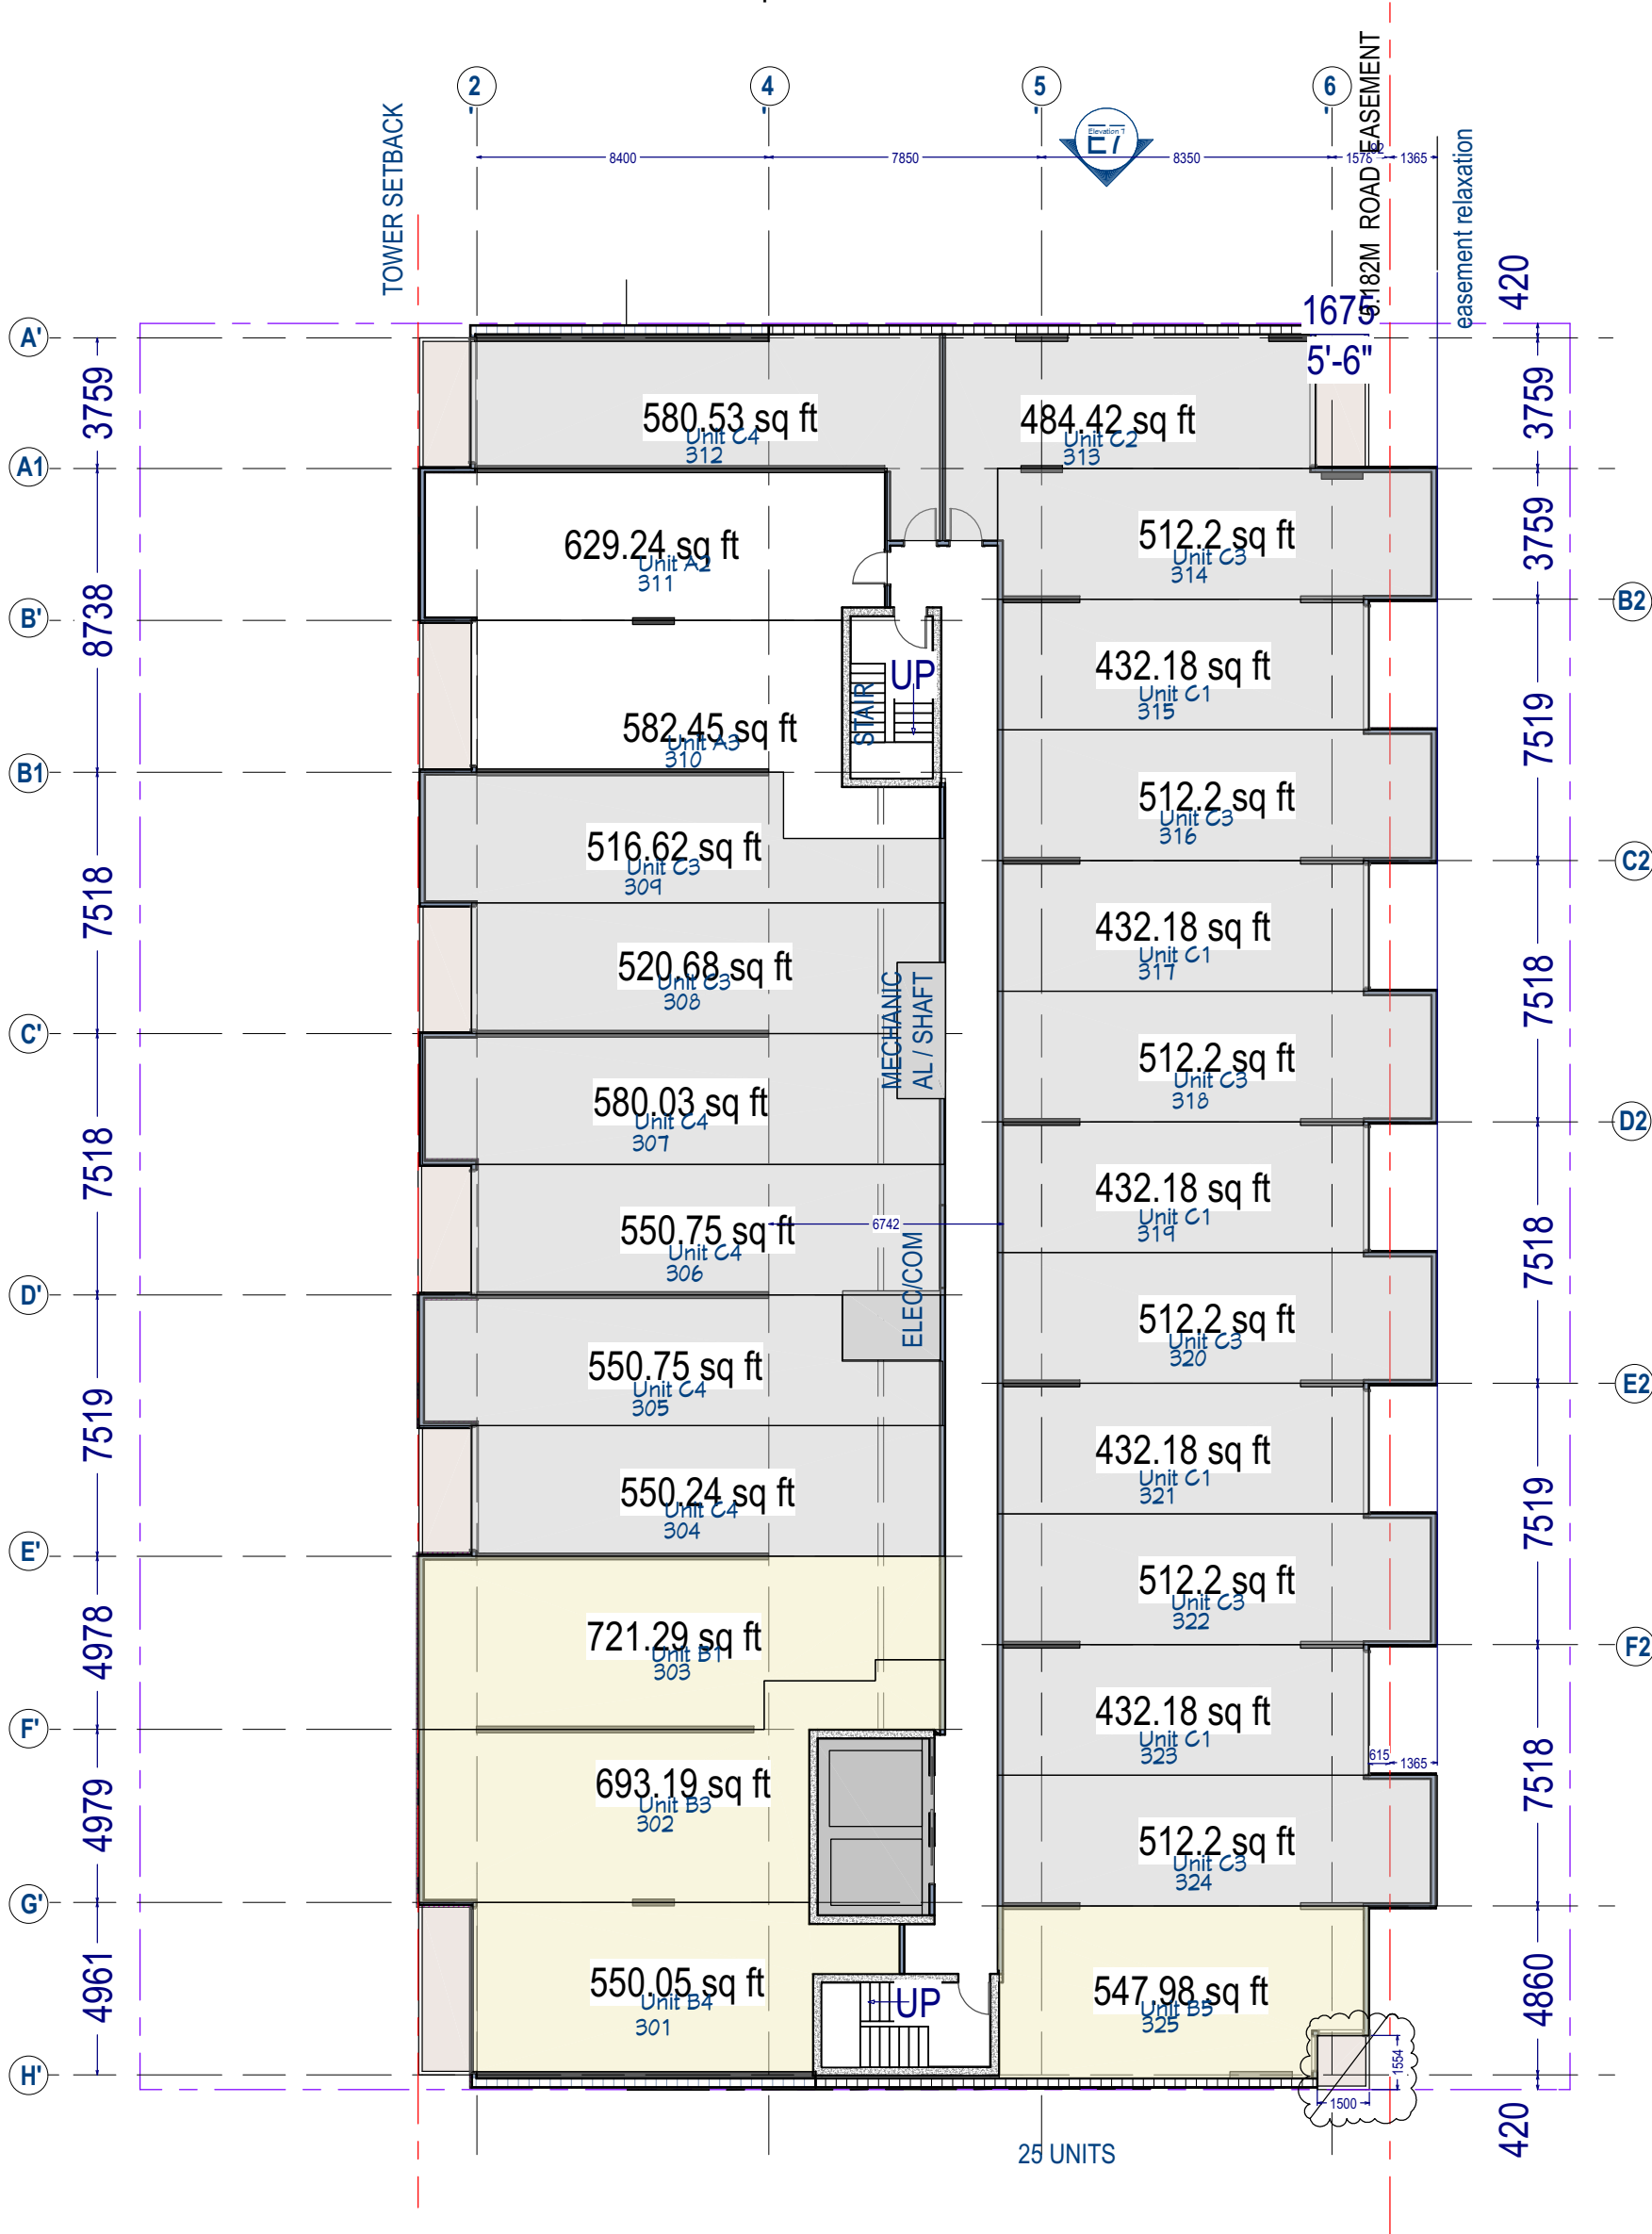 2
4
5
6
TOWER SETBACK
5.182M ROAD EASEMENT
easement relaxation
Elevation 1
E7
8400
7850
8350
1576
92
1365
420
1675
5'-6"
A'
A1
B'
B1
C'
D'
E'
F'
G'
H'
3759
8738
7518
7518
7519
4978
4979
4961
580.53 sq ft
Unit C4
312
629.24 sq ft
Unit A2
311
582.45 sq ft
Unit A3
310
516.62 sq ft
Unit C3
309
520.68 sq ft
Unit C3
308
580.03 sq ft
Unit C4
307
550.75 sq ft
Unit C4
306
550.75 sq ft
Unit C4
305
550.24 sq ft
Unit C4
304
721.29 sq ft
Unit B1
303
693.19 sq ft
Unit B3
302
550.05 sq ft
Unit B4
301
UP
STAIR
MECHANIC
AL / SHAFT
6742
ELEC/COM
UP
484.42 sq ft
Unit C2
313
512.2 sq ft
Unit C3
314
432.18 sq ft
Unit C1
315
512.2 sq ft
Unit C3
316
432.18 sq ft
Unit C1
317
512.2 sq ft
Unit C3
318
432.18 sq ft
Unit C1
319
512.2 sq ft
Unit C3
320
432.18 sq ft
Unit C1
321
512.2 sq ft
Unit C3
322
432.18 sq ft
Unit C1
323
512.2 sq ft
Unit C3
324
547.98 sq ft
Unit B5
325
615
1365
1554
1500
3759
3759
7519
7518
7518
7519
7518
4860
420
B2
C2
D2
E2
F2
25 UNITS